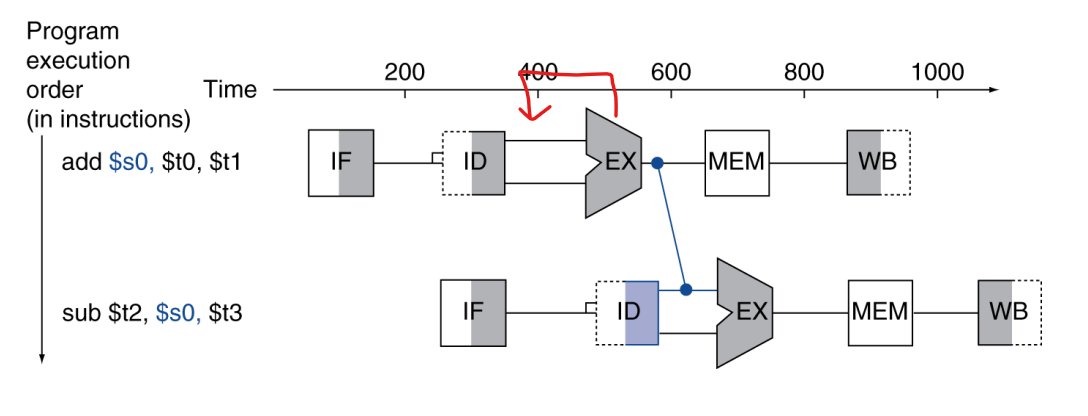 Program
execution
order
(in instructions)
Time
200 400 600 800 1000
add $s0, $t0, $t1
IF ID EX MEM WB
sub $t2, $s0, $t3
IF ID EX MEM WB